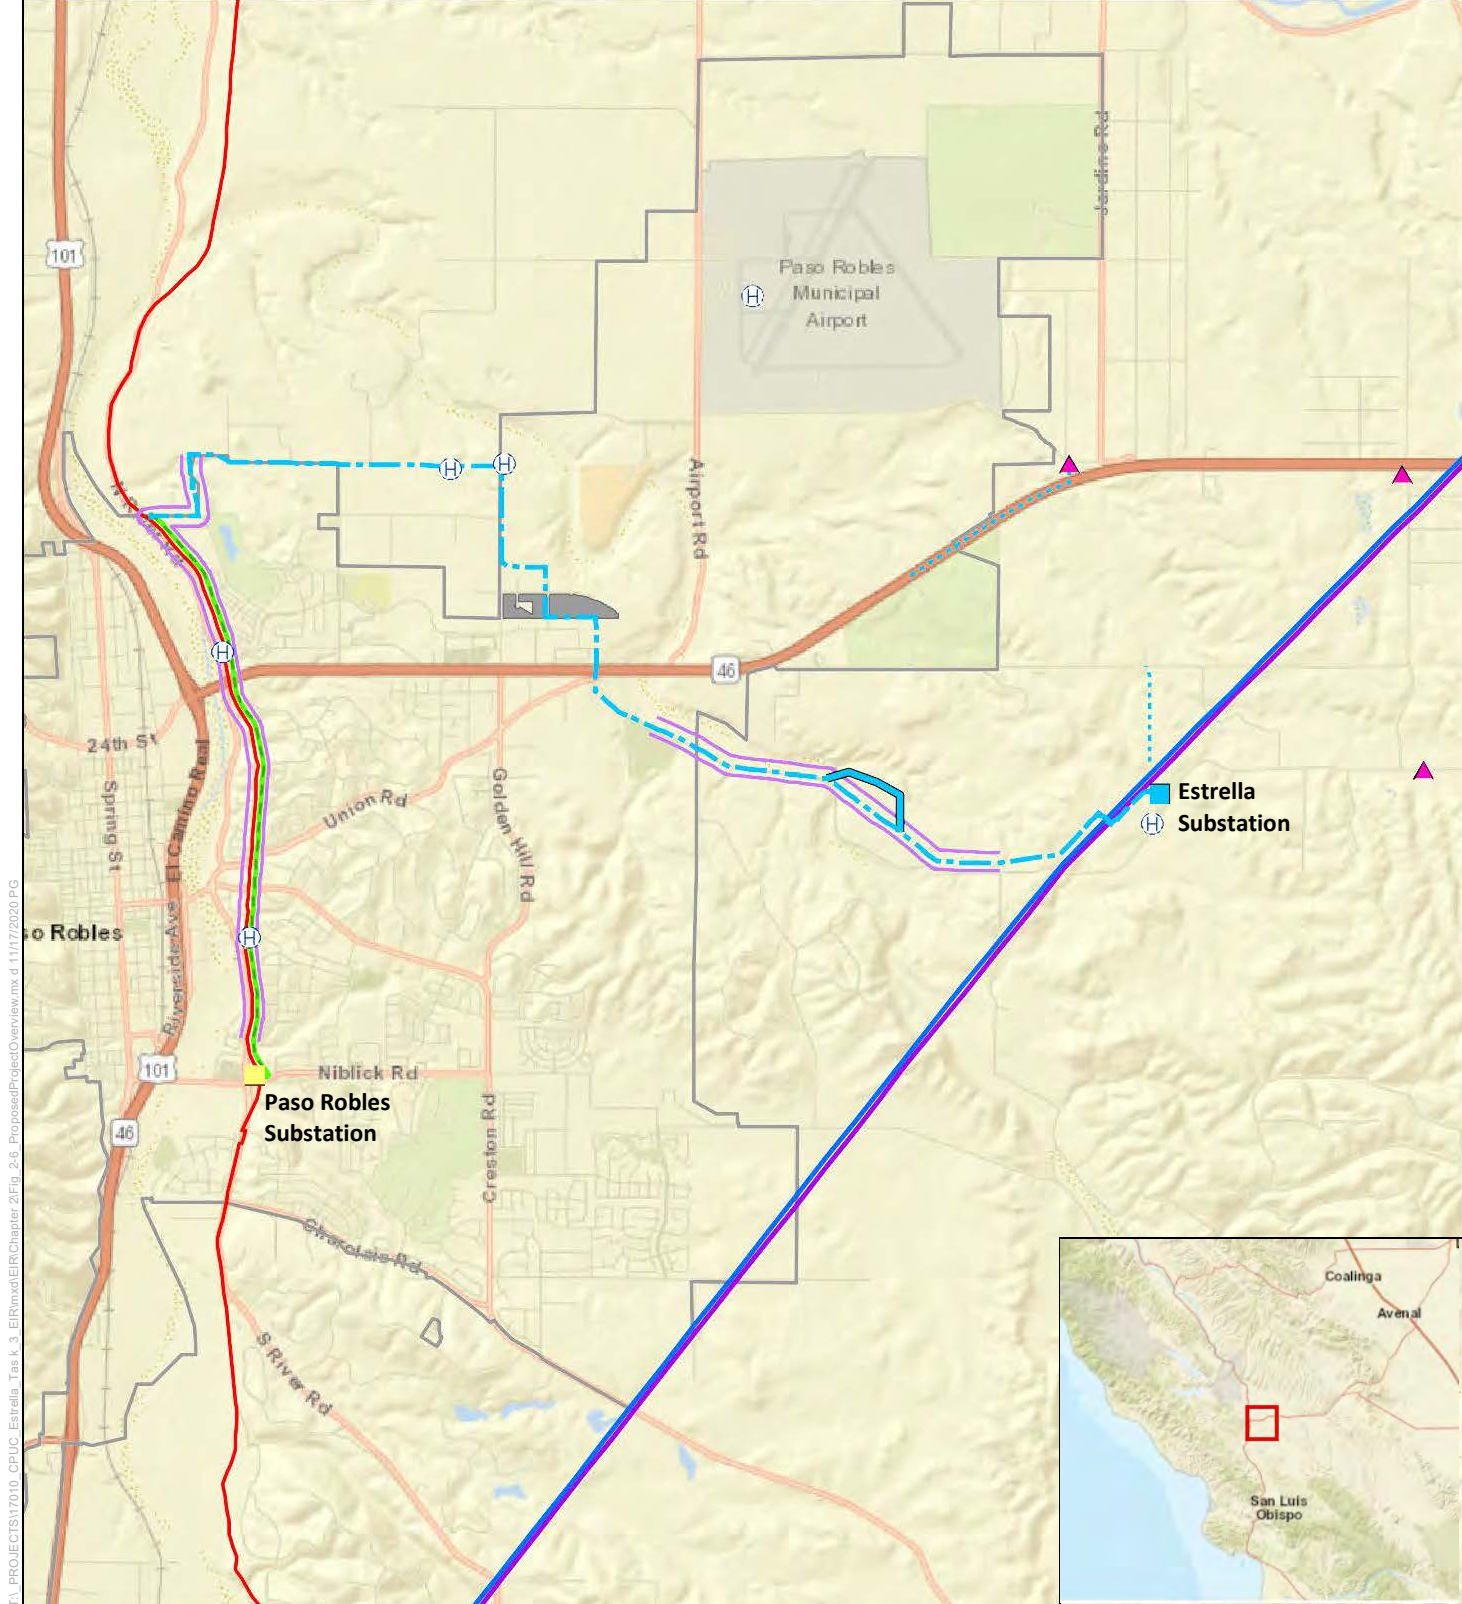 Jardine Rd
101
Paso Robles
Municipal
Airport
H
H
H
Airport Rd
H
46
24th St
Spring St
Riverside Ave
El Camino Real
Union Rd
Golden Hill Rd
Estrella
Substation
H
so Robles
H
101
Niblick Rd
Paso Robles
Substation
46
Creston Rd
Charolais Rd
S River Rd
Coalinga
Avenal
San Luis
Obispo